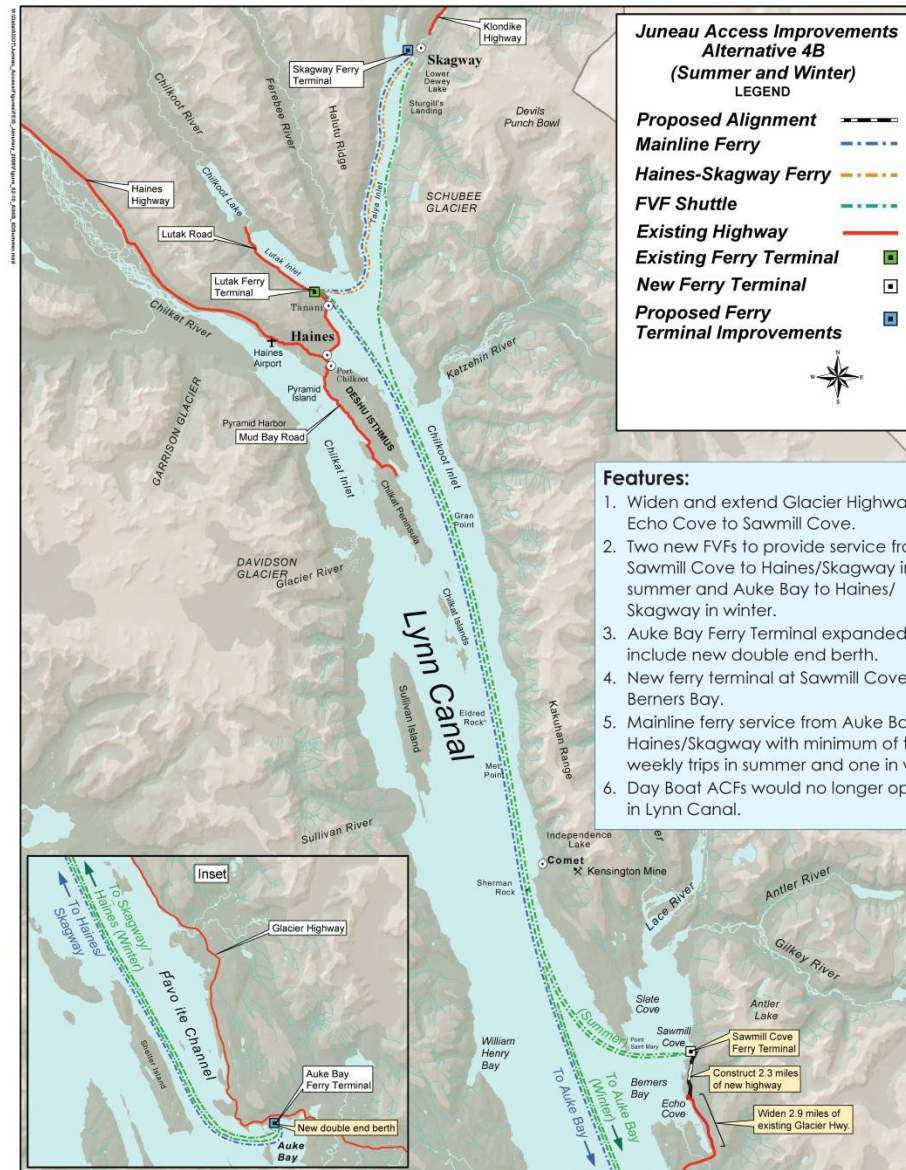 Juneau Access Improvements
Alternative 4B
(Summer and Winter)
LEGEND
Proposed Alignment
Mainline Ferry
Haines-Skagway Ferry
FVF Shuttle
Existing Highway
Existing Ferry Terminal
New Ferry Terminal
Proposed Ferry
Terminal Improvements
N
W
E
S
Features:
1. Widen and extend Glacier Highwa
Echo Cove to Sawmill Cove.
2. Two new FVFs to provide service fro
Sawmill Cove to Haines/Skagway in
summer and Auke Bay to Haines/
Skagway in winter.
3. Auke Bay Ferry Terminal expanded
include new double end berth.
4. New ferry terminal at Sawmill Cove
Berners Bay.
5. Mainline ferry service from Auke Ba
Haines/Skagway with minimum of t
weekly trips in summer and one in w
6. Day Boat ACFs would no longer op
in Lynn Canal.
Klondike
Highway
Skagway Ferry
Terminal
Skagway
Lower
Dewey
Lake
Sturgill's
Landing
Devils
Punch Bowl
Chilkoot River
Ferebee River
Halutu Ridge
Haines
Highway
Chilkoot Lake
Taiya Inlet
SCHUBEE
GLACIER
Lutak Road
Lutak Inlet
Lutak Ferry
Terminal
Tanani
Chilkat River
Haines
Haines
Airport
Port
Chilkoot
Katzehin River
GARRISON GLACIER
Pyramid
Island
DESHU ISTHMUS
Pyramid Harbor
Mud Bay Road
Chilkoot Inlet
Chilkat Inlet
Chilkat Peninsula
Gran
Point
DAVIDSON
GLACIER
Glacier River
Chilkat Islands
Lynn Canal
Sullivan Island
Eldred
Rock
Kakuhan Range
Met
Point
Sullivan River
Independence
Lake
Comet
Kensington Mine
Sherman
Rock
River
Lace River
Antler River
Gilkey River
Slate
Cove
Antler
Lake
(Summer)
Point
Saint Mary
Sawmill
Cove
Sawmill Cove
Ferry Terminal
William
Henry
Bay
Berners
Bay
Construct 2.3 miles
of new highway
To Auke Bay
To Auke Bay
(Winter)
Echo
Cove
Widen 2.9 miles of
existing Glacier Hwy.
Inset
To Haines/
Skagway
To Skagway/
Haines (Winter)
Glacier Highway
Favo ite Channel
Shelter Island
Auke Bay
Ferry Terminal
New double end berth
Auke
Bay